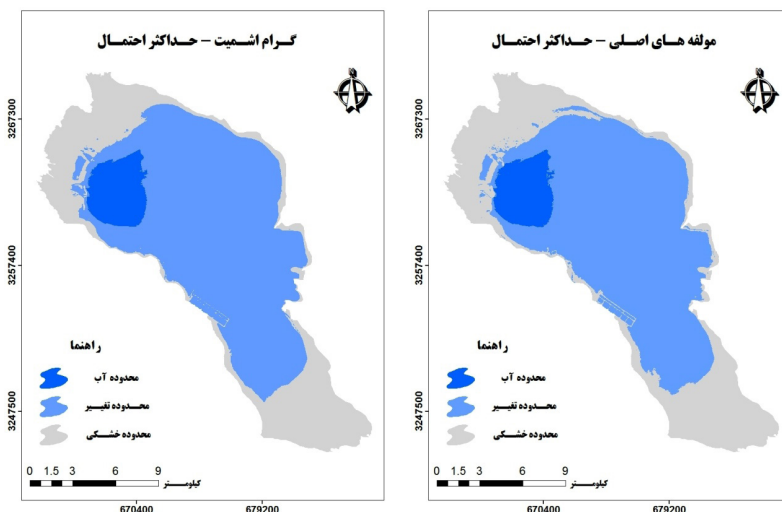 گرام اشمیت – حداکثر احتمال
3267300
3257400
3247500
راهنما
محدوده آب
محدوده تغییر
محدوده خشکی
0 1.5 3 6 9
کیلومتر
670400 679200
مولفه های اصلی – حداکثر احتمال
3267300
3257400
3247500
راهنما
محدوده آب
محدوده تغییر
محدوده خشکی
0 1.5 3 6 9
کیلومتر
670400 679200